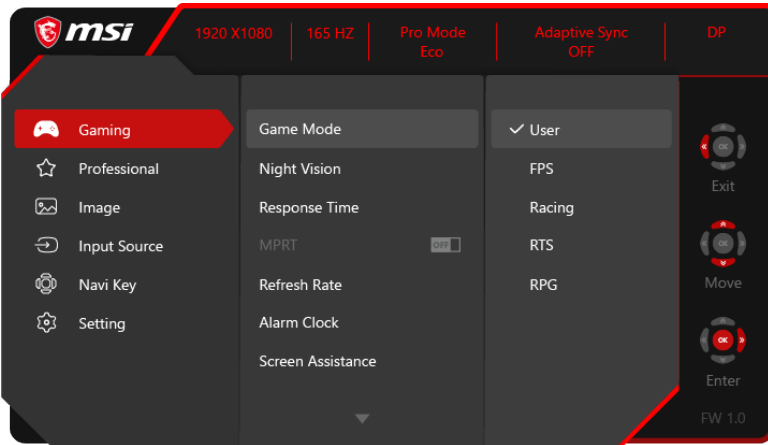 msi
1920 X1080
165 HZ
Pro Mode
Eco
Adaptive Sync
OFF
DP
Gaming
Professional
Image
Input Source
Navi Key
Setting
Game Mode
Night Vision
Response Time
MPRT
OFF
Refresh Rate
Alarm Clock
Screen Assistance
User
FPS
Racing
RTS
RPG
OK
Exit
OK
Move
OK
Enter
FW 1.0